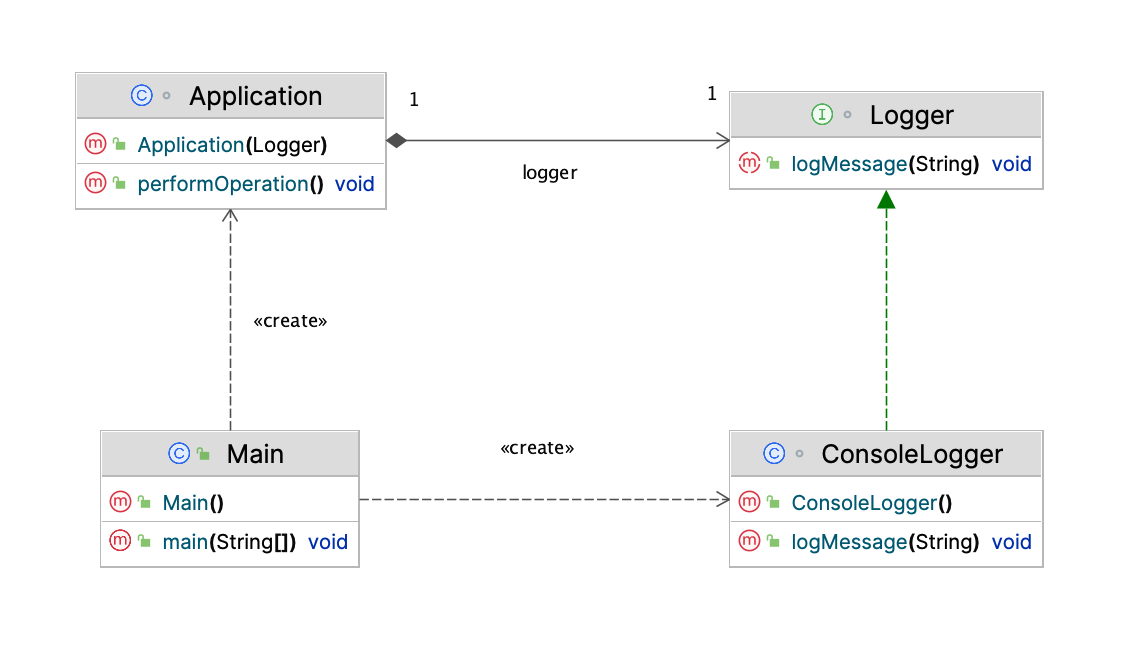 Application
Application(Logger)
performOperation() void
1
1
logger
Logger
logMessage(String) void
«create»
Main
Main()
main(String[]) void
«create»
ConsoleLogger
ConsoleLogger()
logMessage(String) void